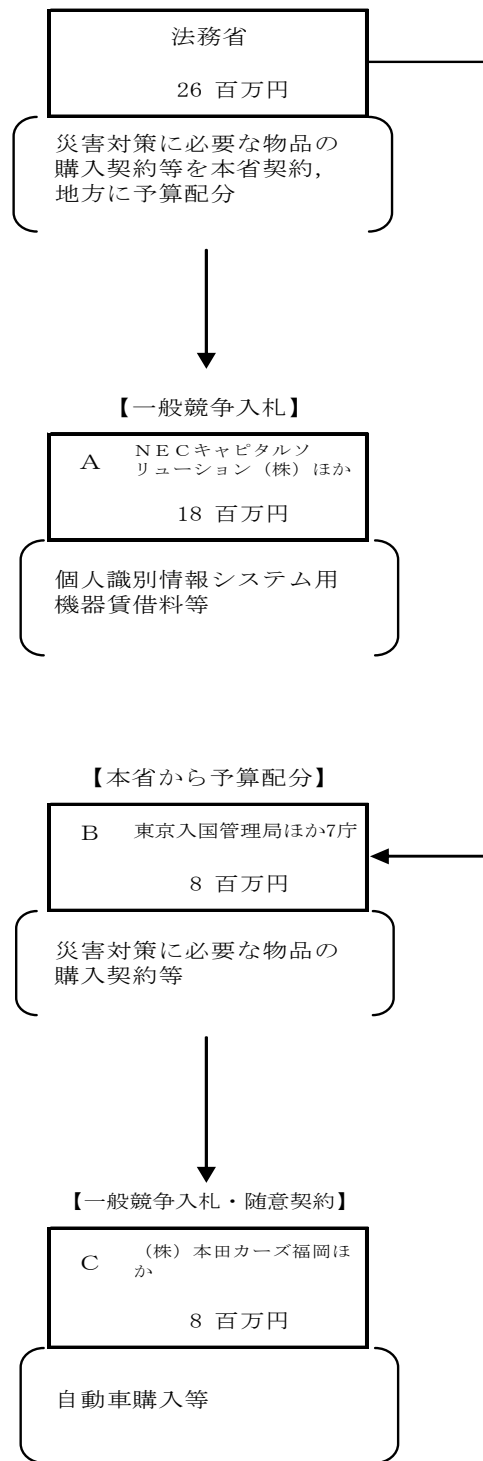 法務省
26 百万円
災害対策に必要な物品の
購入契約等を本省契約，
地方に予算配分
【一般競争入札】
A ＮＥＣキャピタルソ
リューション（株）ほか
18 百万円
個人識別情報システム用
機器賃借料等
【本省から予算配分】
B 東京入国管理局ほか7庁
8 百万円
災害対策に必要な物品の
購入契約等
【一般競争入札・随意契約】
C （株）本田カーズ福岡ほ
か
8 百万円
自動車購入等